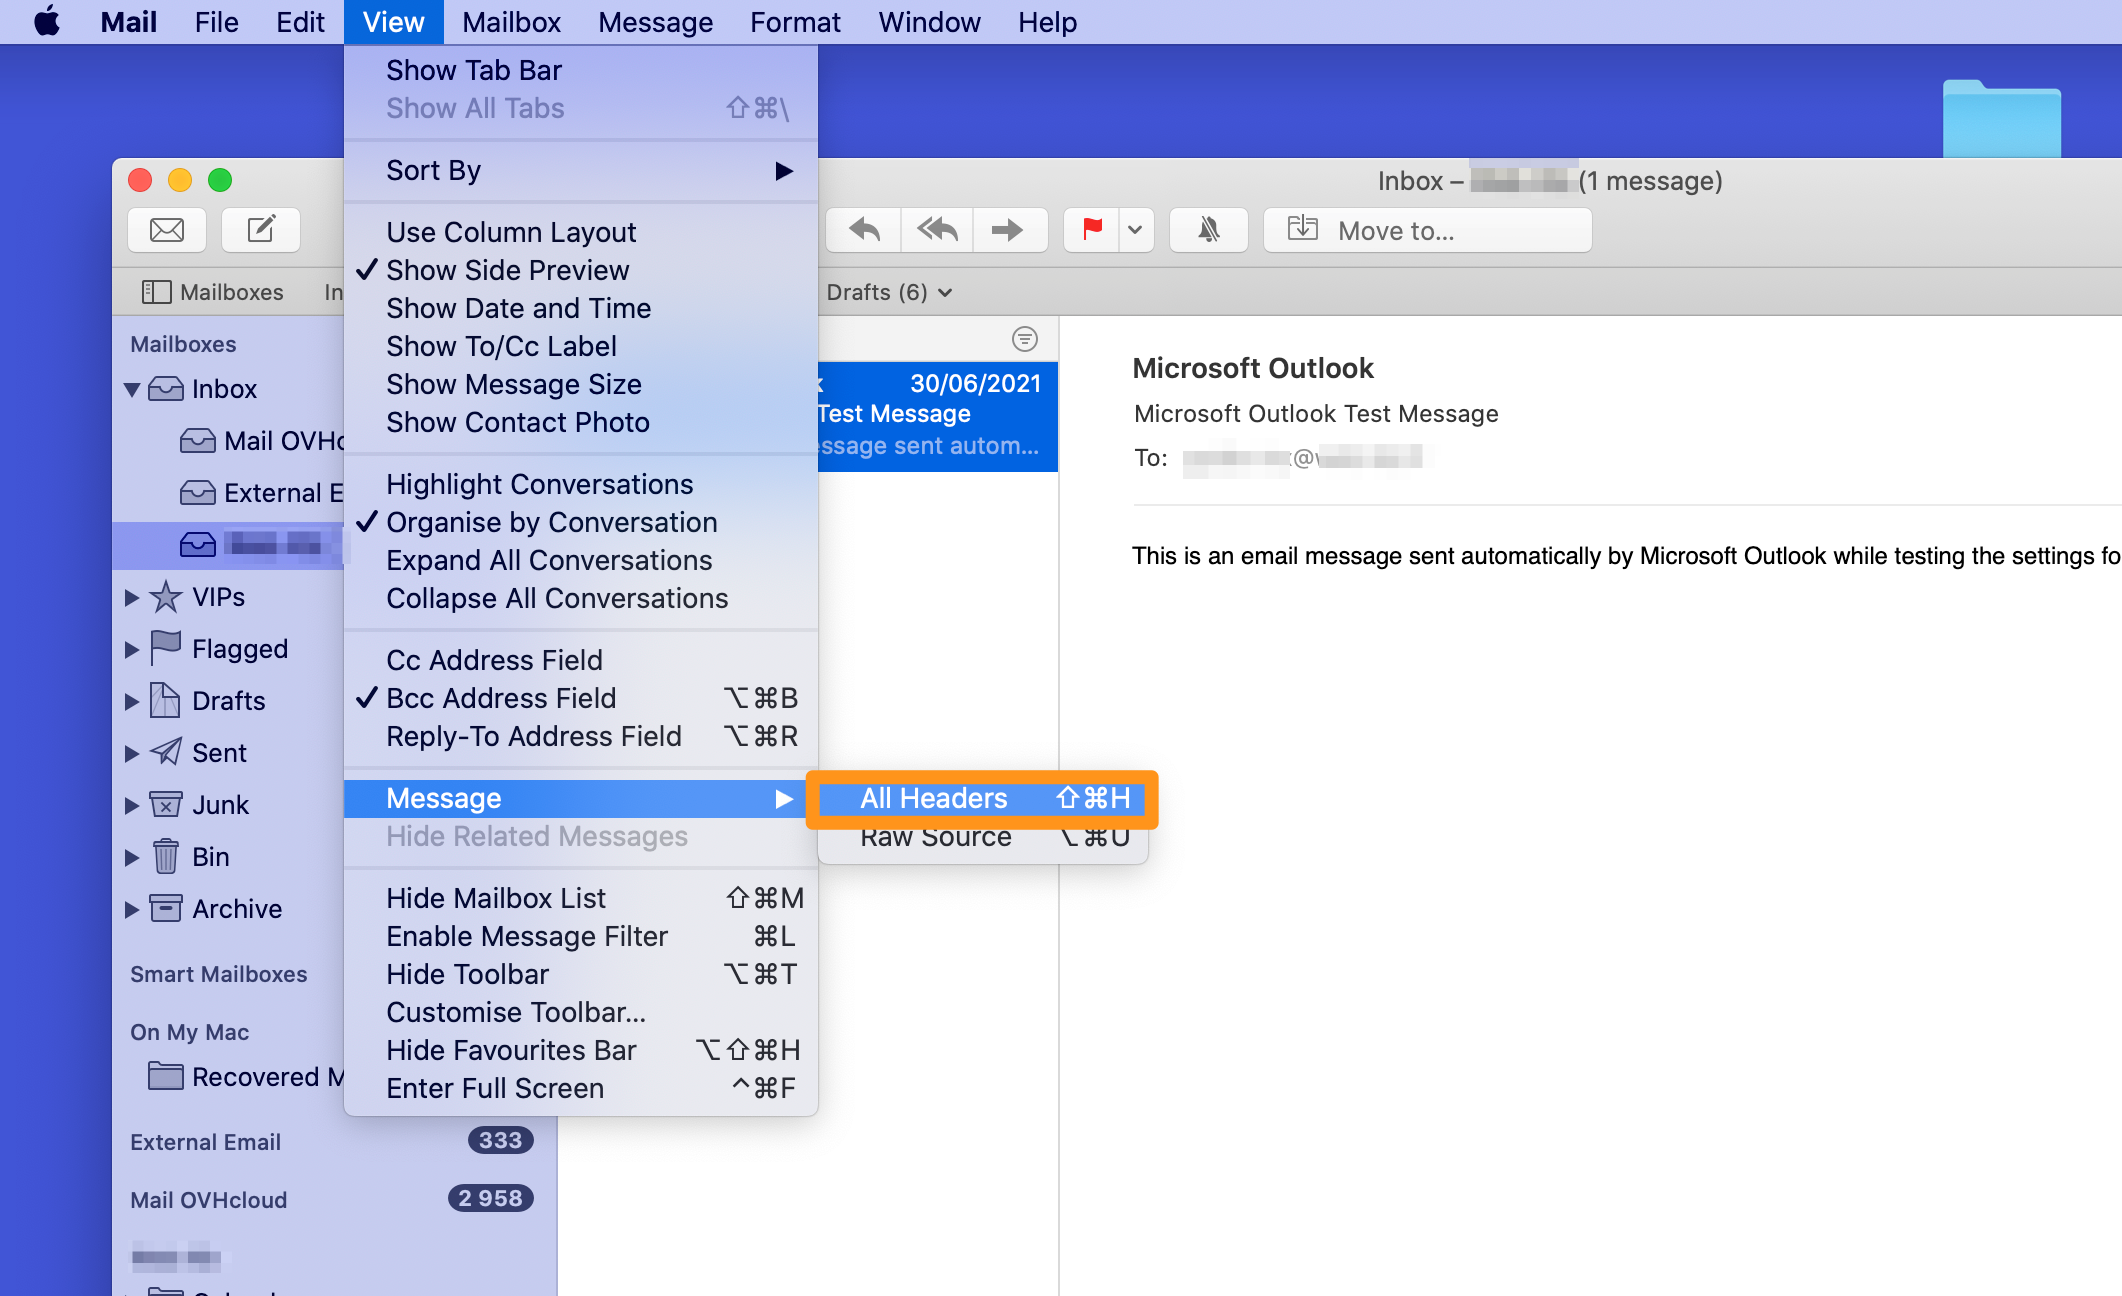 Mail File Edit View Mailbox Message Format Window Help
Show Tab Bar
Show All Tabs ⇧⌘\
Sort By
Use Column Layout
✓ Show Side Preview
Show Date and Time
Show To/Cc Label
Show Message Size
Show Contact Photo
Highlight Conversations
✓ Organise by Conversation
Expand All Conversations
Collapse All Conversations
Cc Address Field
✓ Bcc Address Field ⌥⌘B
Reply-To Address Field ⌥⌘R
Message
Hide Related Messages
Hide Mailbox List ⇧⌘M
Enable Message Filter ⌘L
Hide Toolbar ⌥⌘T
Customise Toolbar...
Hide Favourites Bar ⌥⇧⌘H
Enter Full Screen ^⌘F
All Headers ⇧⌘H
Raw Source ⌥⌘U
Inbox – (1 message)
Move to...
Mailboxes In
Drafts (6)
Mailboxes
Inbox
Mail OVHc
External E
VIPs
Flagged
Drafts
Sent
Junk
Bin
Archive
Smart Mailboxes
On My Mac
Recovered M
External Email 333
Mail OVHcloud 2 958
k 30/06/2021
Test Message
essage sent autom...
Microsoft Outlook
Microsoft Outlook Test Message
To: @
This is an email message sent automatically by Microsoft Outlook while testing the settings fo